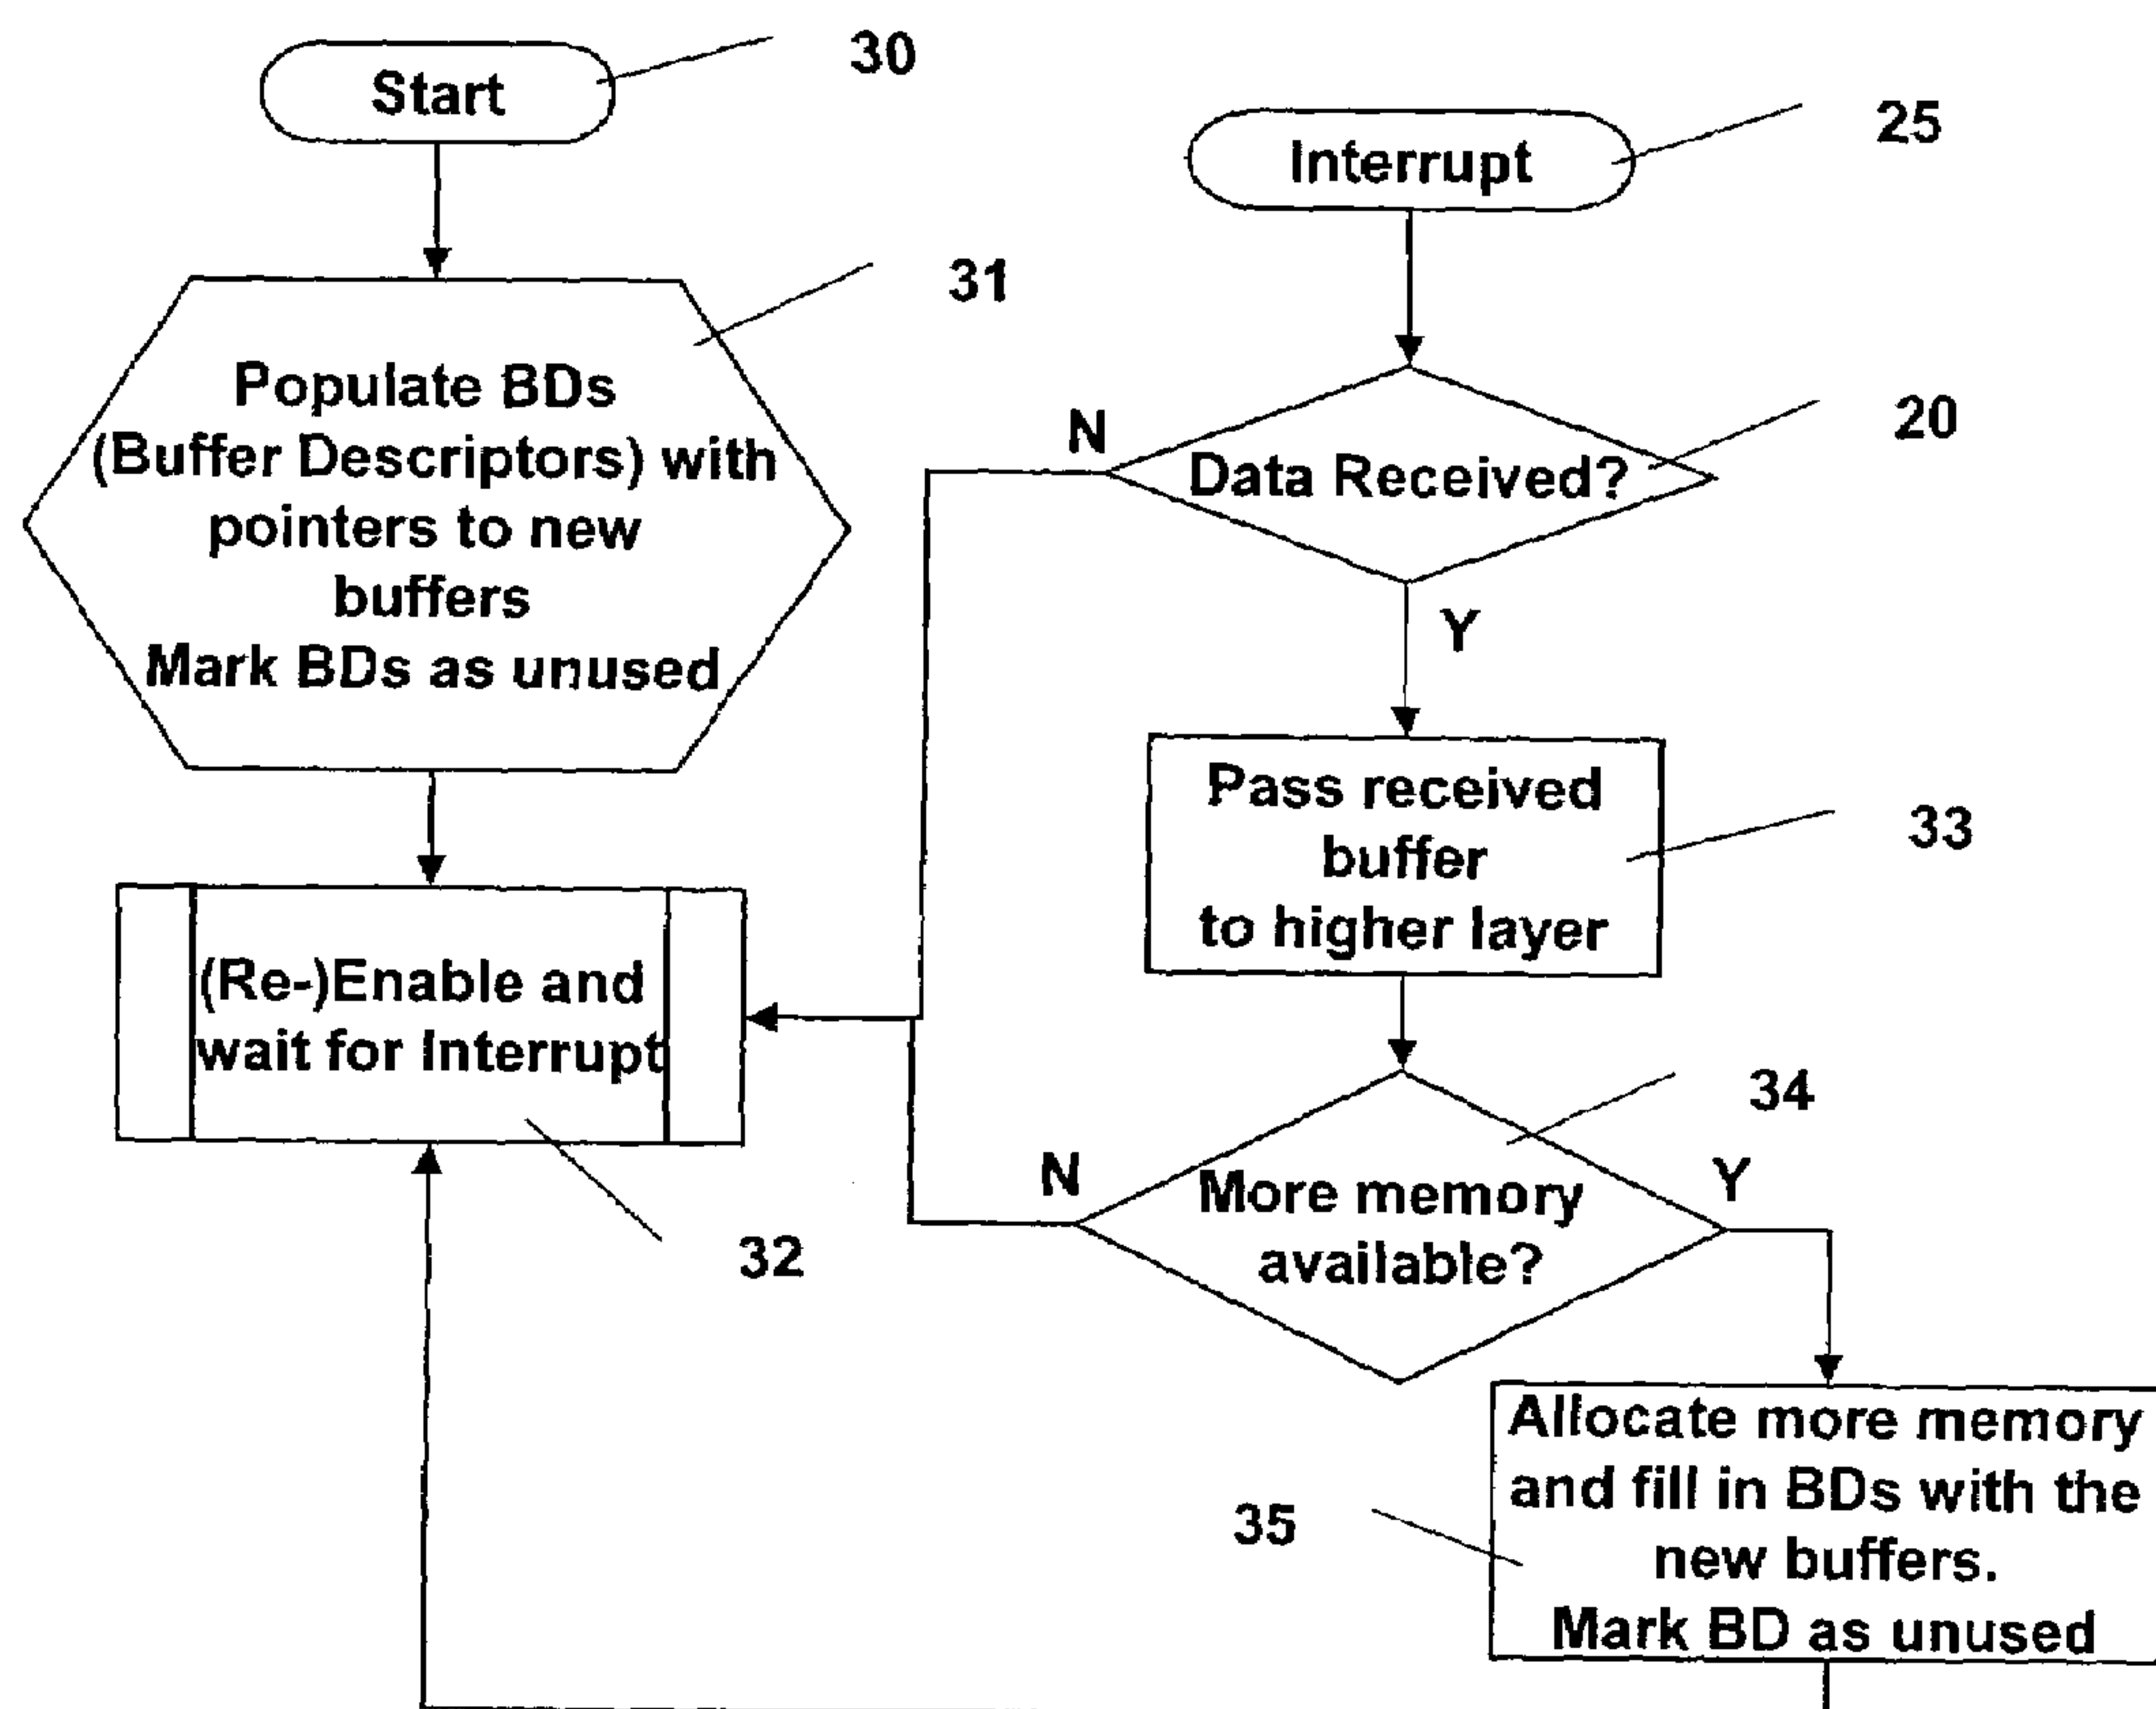 Start
30
Populate BDs
(Buffer Descriptors) with
pointers to new
buffers
Mark BDs as unused
31
(Re-)Enable and
wait for Interrupt
32
Interrupt
25
Data Received?
20
N
Y
Pass received
buffer
to higher layer
33
More memory
available?
34
N
Y
Allocate more memory
and fill in BDs with the
new buffers.
Mark BD as unused
35